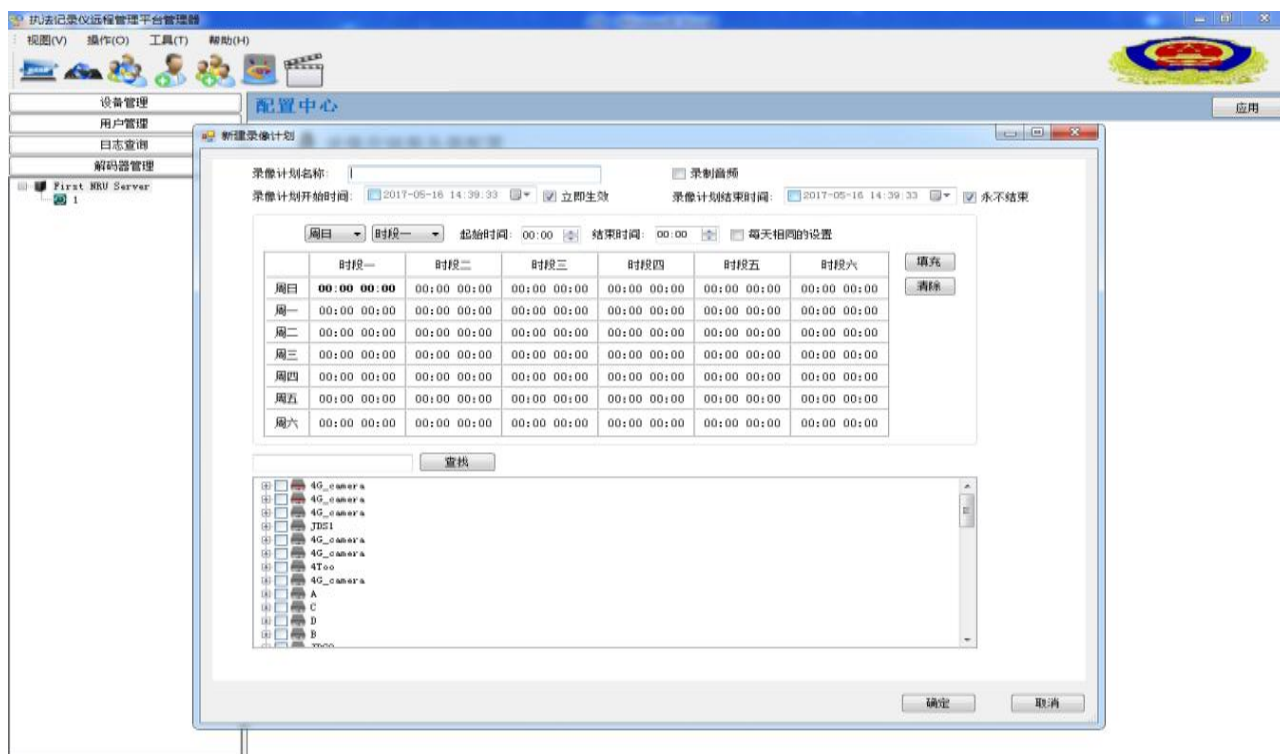 执法记录仪远程管理平台管理器
视图(V) 操作(O) 工具(T) 帮助(H)
设备管理
用户管理
日志查询
解码器管理
First NRU Server
1
配置中心
应用
新建录像计划
录像计划名称:
录制音频
录像计划开始时间: 2017-05-16 14:39:33 立即生效
录像计划结束时间: 2017-05-16 14:39:33 永不结束
周日 时段一 起始时间: 00:00 结束时间: 00:00 每天相同的设置
时段一 时段二 时段三 时段四 时段五 时段六
填充
周日 00:00 00:00 00:00 00:00 00:00 00:00 00:00 00:00 00:00 00:00 00:00 00:00
清除
周一 00:00 00:00 00:00 00:00 00:00 00:00 00:00 00:00 00:00 00:00 00:00 00:00
周二 00:00 00:00 00:00 00:00 00:00 00:00 00:00 00:00 00:00 00:00 00:00 00:00
周三 00:00 00:00 00:00 00:00 00:00 00:00 00:00 00:00 00:00 00:00 00:00 00:00
周四 00:00 00:00 00:00 00:00 00:00 00:00 00:00 00:00 00:00 00:00 00:00 00:00
周五 00:00 00:00 00:00 00:00 00:00 00:00 00:00 00:00 00:00 00:00 00:00 00:00
周六 00:00 00:00 00:00 00:00 00:00 00:00 00:00 00:00 00:00 00:00 00:00 00:00
查找
4G_camera
4G_camera
4G_camera
JDS1
4G_camera
4G_camera
4Too
4G_camera
A
C
D
B
确定 取消